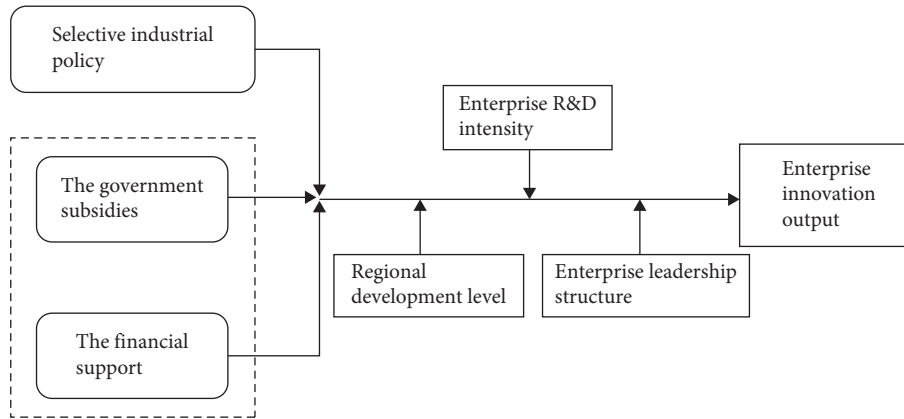 Selective industrial
policy
Enterprise R&D
intensity
The government
subsidies
Enterprise
innovation
output
Regional
development level
Enterprise leadership
structure
The financial
support